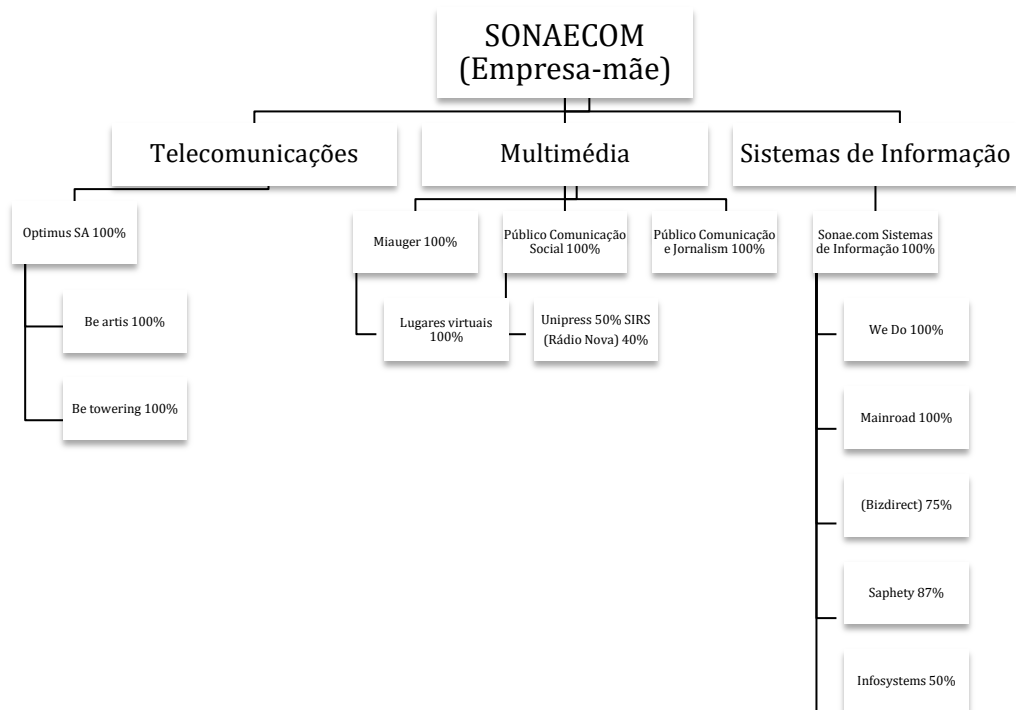 SONAECOM
(Empresa-mãe)
Telecomunicações
Multimédia
Sistemas de Informação
Optimus SA 100%
Be artis 100%
Be towering 100%
Miauger 100%
Lugares virtuais
100%
Público Comunicação
Social 100%
Unipress 50% SIRS
(Rádio Nova) 40%
Público Comunicação
e Jornalism 100%
Sonae.com Sistemas
de Informação 100%
We Do 100%
Mainroad 100%
(Bizdirect) 75%
Saphety 87%
Infosystems 50%